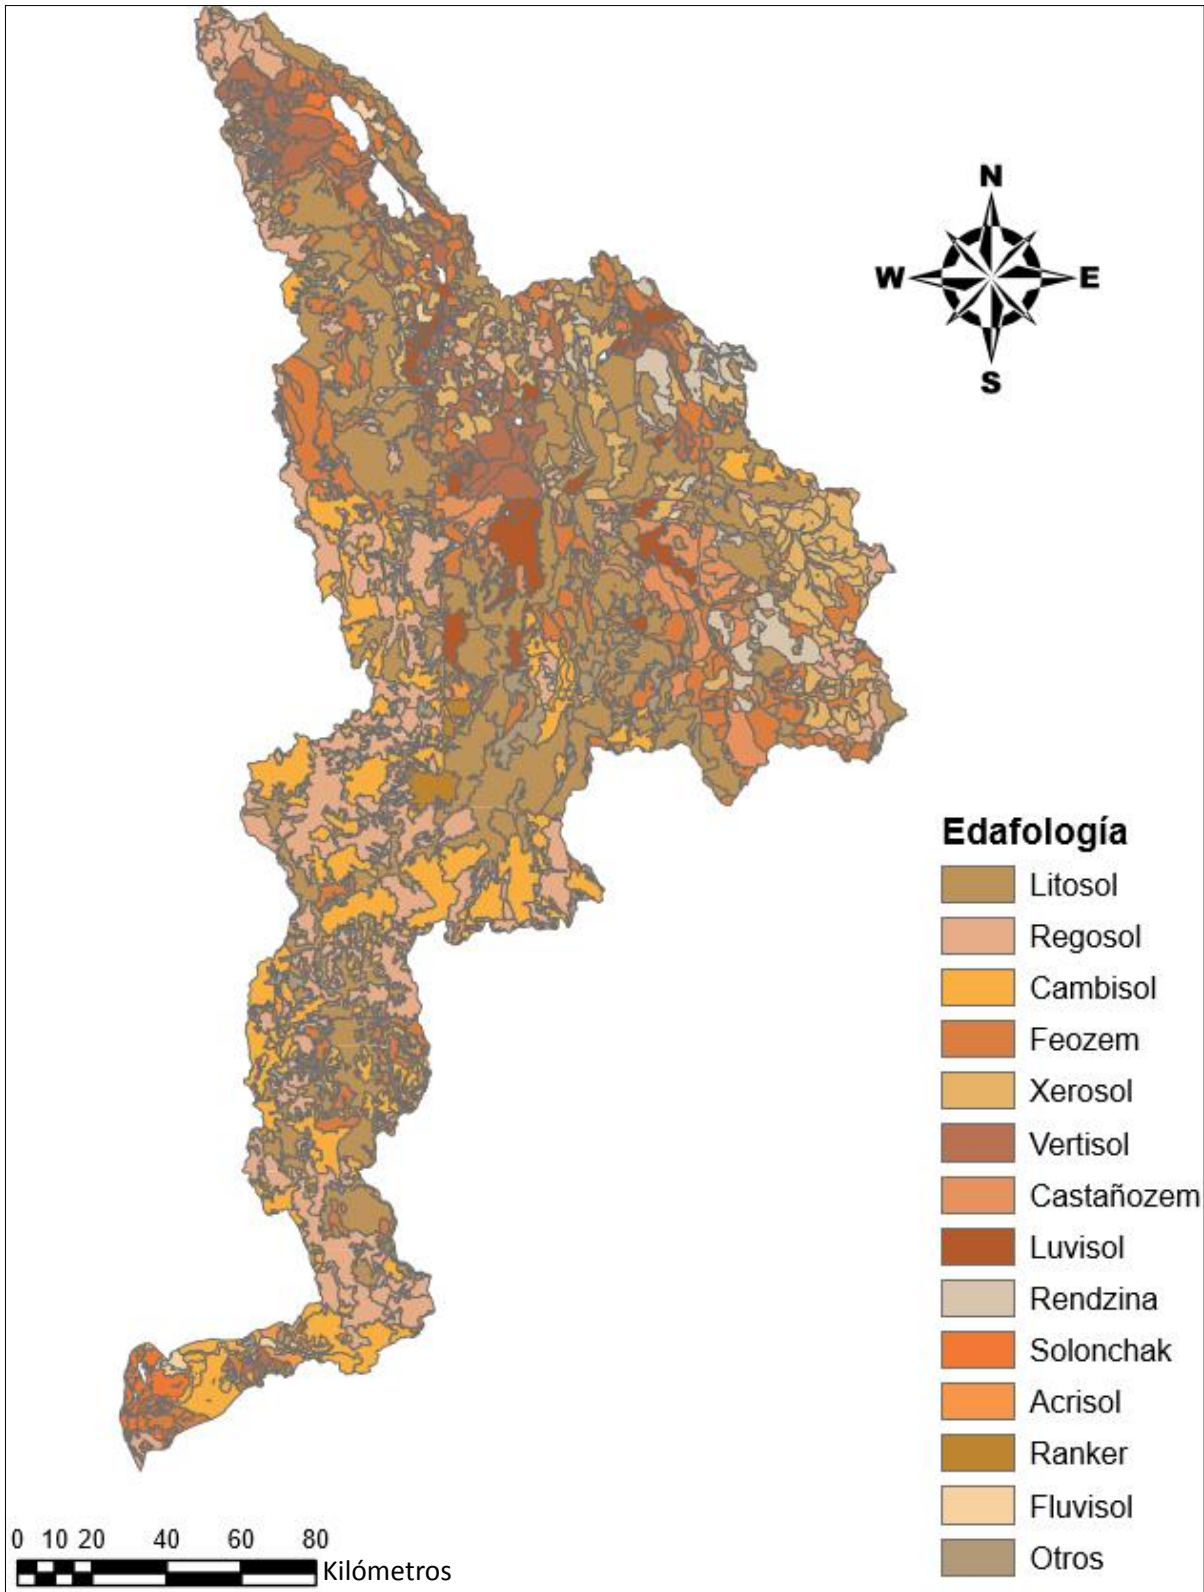 N
W E
S
Edafología
Litosol
Regosol
Cambisol
Feozem
Xerosol
Vertisol
Castañozem
Luvisol
Rendzina
Solonchak
Acrisol
Ranker
Fluvisol
Otros
0 10 20 40 60 80
Kilómetros